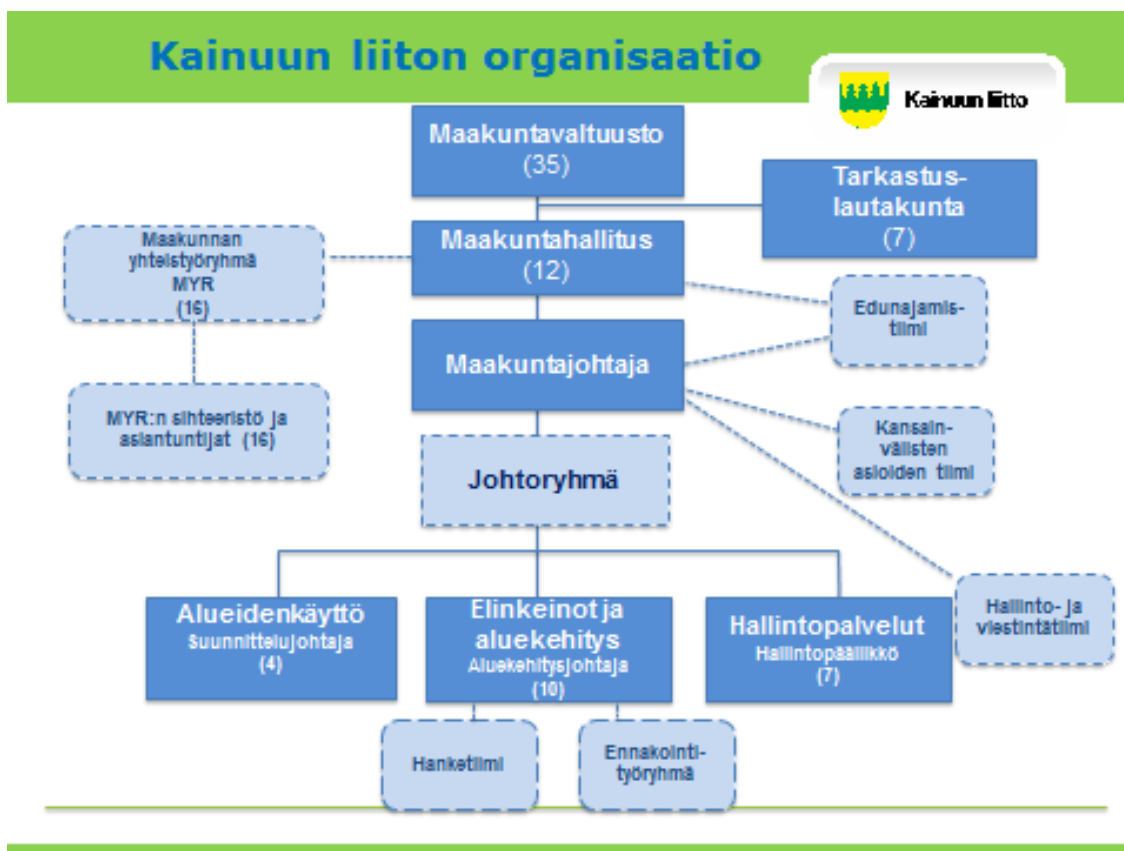 Kainuun liiton organisaatio
Kainuun liitto
Maakuntavaltuusto
(35)
Tarkastus-
lautakunta
(7)
Maakunnan
yhteistyöryhmä
MYR
(16)
Maakuntahallitus
(12)
Edunajamis-
tiimi
Maakuntajohtaja
MYR:n sihteeristö ja
asiantuntijat (16)
Kansain-
välisten
asioiden tiimi
Johtoryhmä
Alueidenkäyttö
Suunnittelujohtaja
(4)
Elinkeinot ja
aluekehitys
Aluekehitysjohtaja
(10)
Hallintopalvelut
Hallintopäällikkö
(7)
Hallinto- ja
viestintätiimi
Hanketiimi
Ennakointi-
työryhmä